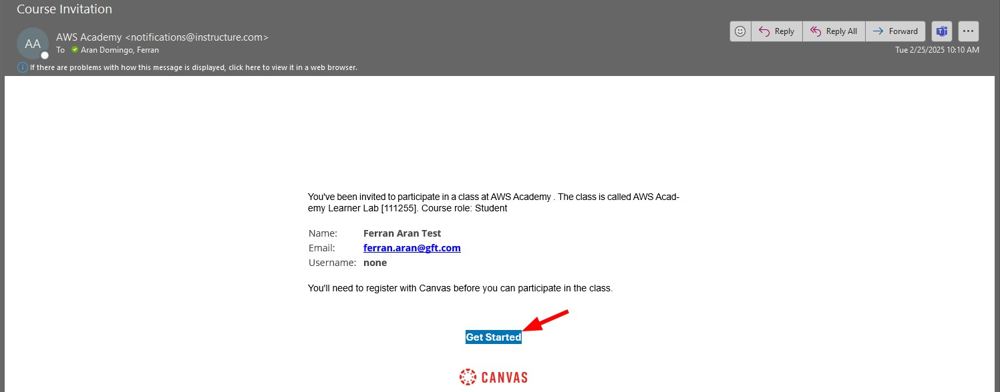 Course Invitation
AA
AWS Academy <notifications@instructure.com>
To Aran Domingo, Ferran
Reply
Reply All
Forward
Tue 2/25/2025 10:10 AM
If there are problems with how this message is displayed, click here to view it in a web browser.
You've been invited to participate in a class at AWS Academy . The class is called AWS Acad-
emy Learner Lab [111255]. Course role: Student
Name: Ferran Aran Test
Email: ferran.aran@gft.com
Username: none
You'll need to register with Canvas before you can participate in the class.
Get Started
CANVAS